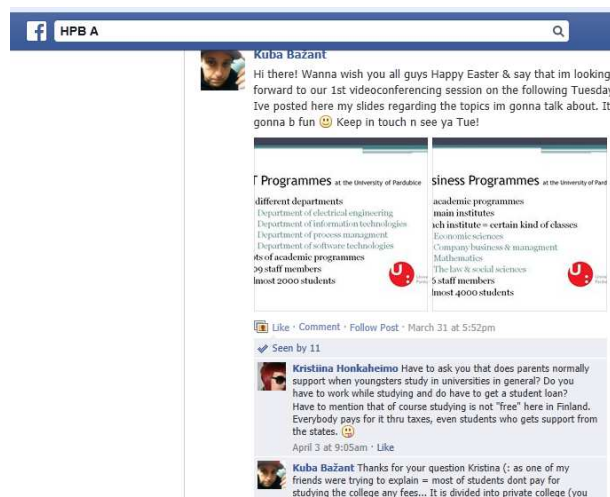 HPB A
Kuba Bažant
Hi there! Wanna wish you all guys Happy Easter & say that im looking
forward to our 1st videoconferencing session on the following Tuesday
Ive posted here my slides regarding the topics im gonna talk about. It
gonna b fun Keep in touch n see ya Tue!
T Programmes at the University of Pardubice
different departments
Department of electrical engineering
Department of information technologies
Department of process managment
Department of software technologies
ts of academic programmes
09 staff members
lmost 2000 students
U
siness Programmes at the University of Pard
academic programmes
main institutes
ach institute = certain kind of classes
Economic sciences
Company business & managment
Mathematics
The law & social sciences
5 staff members
lmost 4000 students
U
Like · Comment · Follow Post · March 31 at 5:52pm
Seen by 11
Kristiina Honkaheimo Have to ask you that does parents normally
support when youngsters study in universities in general? Do you
have to work while studying and do have to get a student loan?
Have to mention that of course studying is not "free" here in Finland.
Everybody pays for it thru taxes, even students who gets support from
the states.
April 3 at 9:05am · Like
Kuba Bažant Thanks for your question Kristina (: as one of my
friends were trying to explain = most of students dont pay for
studying the college any fees... It is divided into private college (you